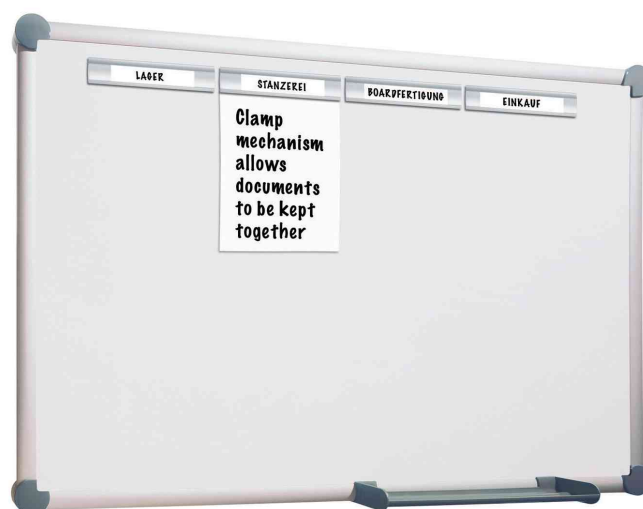 LAGER
STANZEREI
BOARDFERTIGUNG
EINKAUF
Clamp
mechanism
allows
documents
to be kept
together